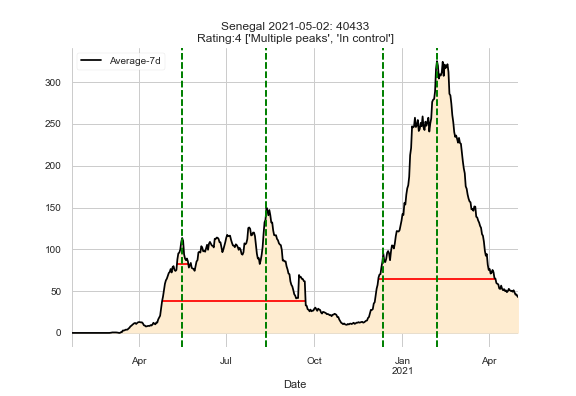 Senegal 2021-05-02: 40433
Rating:4 ['Multiple peaks', 'In control']
Average-7d
300
250
200
150
100
50
0
Apr
Jul
Oct
Jan
2021
Apr
Date